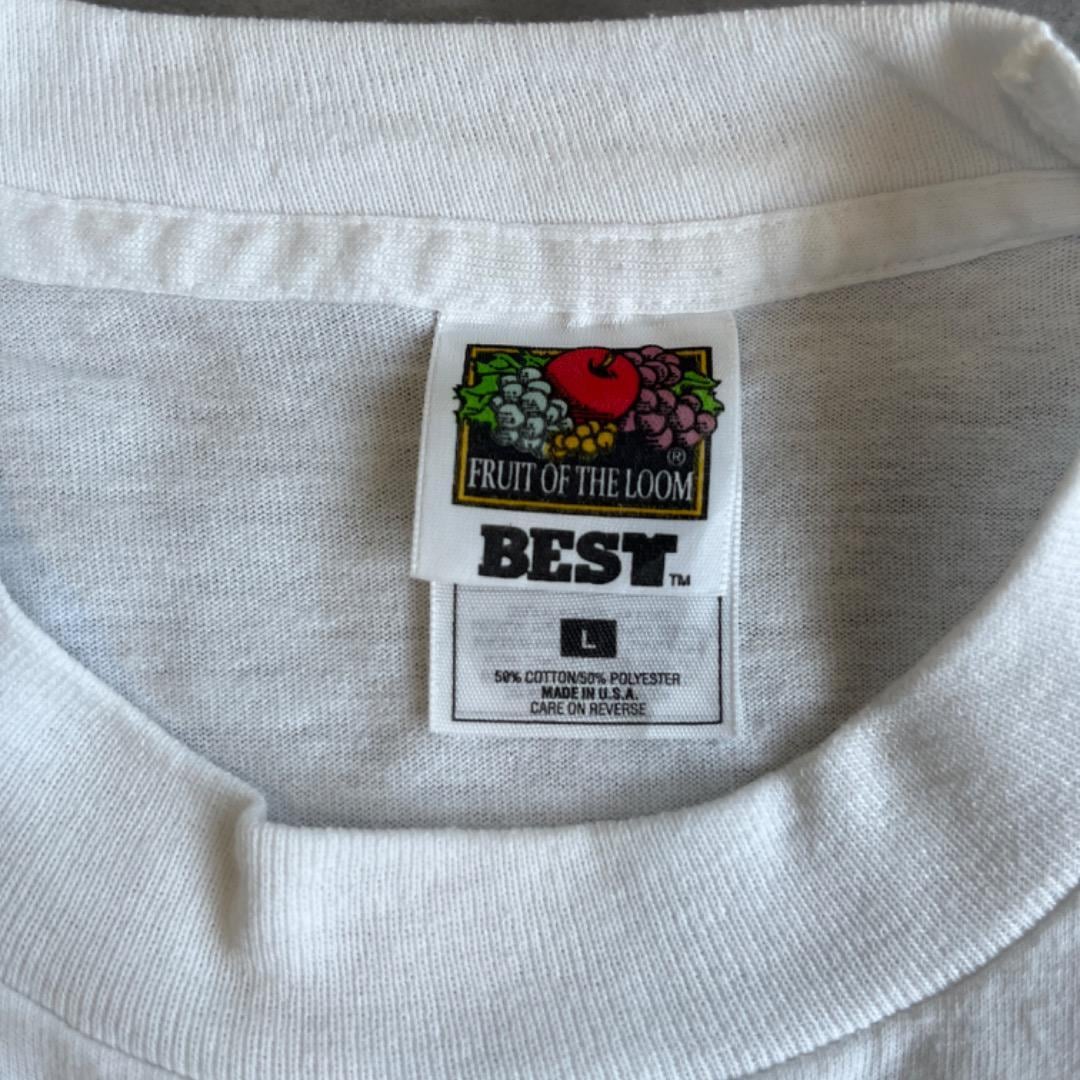 ®
FRUIT OF THE LOOM
BEST™
L
50% COTTON/50% POLYESTER
MADE IN U.S.A.
CARE ON REVERSE